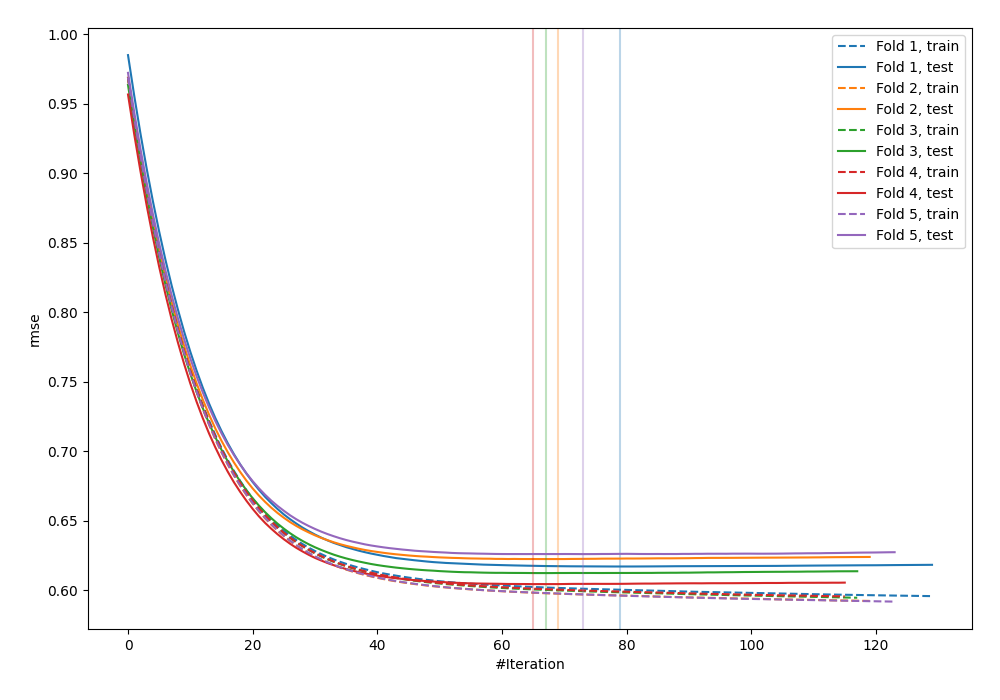 1.00
0.95
0.90
0.85
0.80
0.75
0.70
0.65
0.60
rmse
0
20
40
60
80
100
120
#Iteration
Fold 1, train
Fold 1, test
Fold 2, train
Fold 2, test
Fold 3, train
Fold 3, test
Fold 4, train
Fold 4, test
Fold 5, train
Fold 5, test